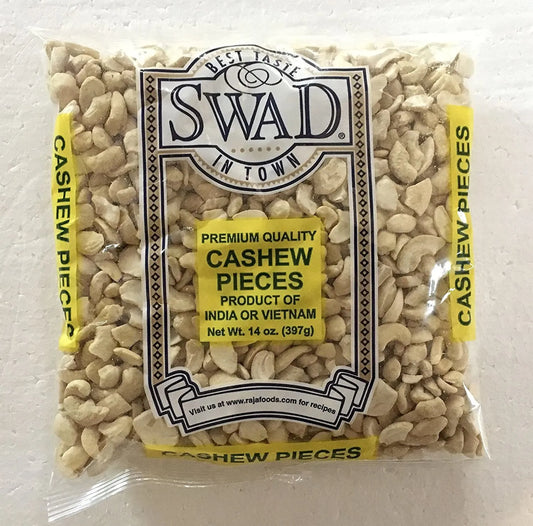 BEST TASTE
&
SWAD®
IN TOWN
PREMIUM QUALITY
CASHEW
PIECES
PRODUCT OF
INDIA OR VIETNAM
Net Wt. 14 oz. (397g)
Visit us at www.rajafoods.com for recipes
CASHEW PIECES
CASHEW PIECES
CASHEW PIECES